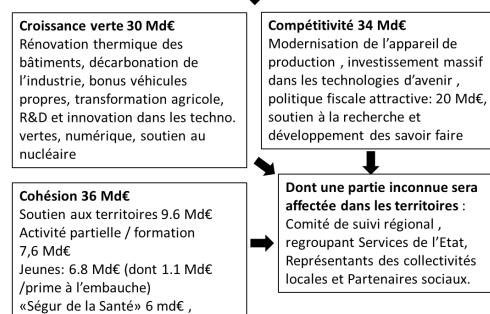 Croissance verte 30 Md€
Rénovation thermique des
bâtiments, décarbonation de
l'industrie, bonus véhicules
propres, transformation agricole,
R&D et innovation dans les techno.
vertes, numérique, soutien au
nucléaire
Compétitivité 34 Md€
Modernisation de l'appareil de
production , investissement massif
dans les technologies d'avenir ,
politique fiscale attractive: 20 Md€,
soutien à la recherche et
développement des savoir faire
Cohésion 36 Md€
Soutien aux territoires 9.6 Md€
Activité partielle / formation
7,6 Md€
Jeunes: 6.8 Md€ (dont 1.1 Md€
/prime à l'embauche)
«Ségur de la Santé» 6 md€ ,
Dont une partie inconnue sera
affectée dans les territoires :
Comité de suivi régional ,
regroupant Services de l'Etat,
Représentants des collectivités
locales et Partenaires sociaux.